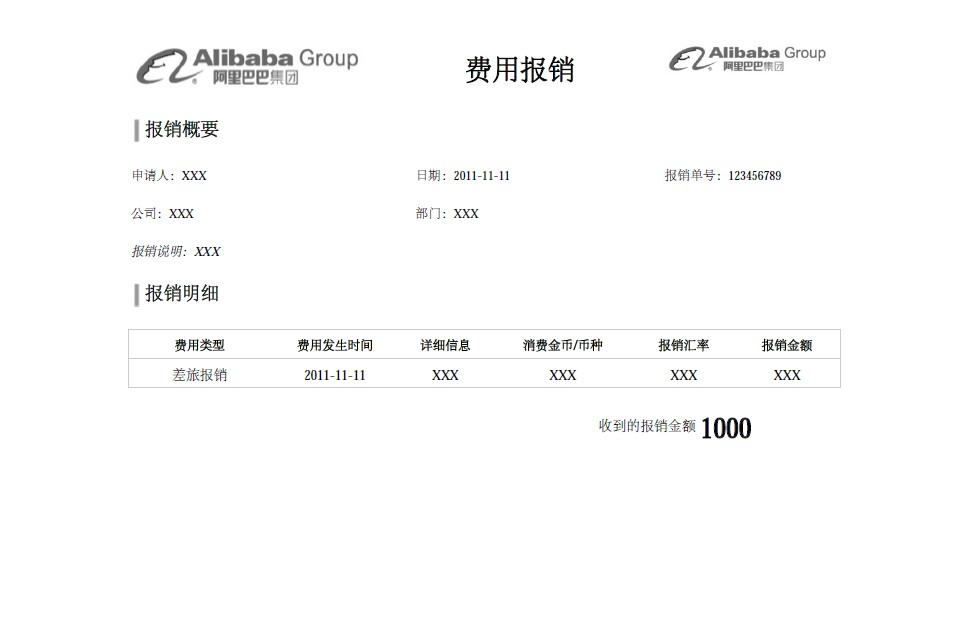 Alibaba Group
阿里巴巴集团
费用报销
Alibaba Group
阿里巴巴集团
报销概要
申请人： XXX 日期： 2011-11-11 报销单号： 123456789
公司： XXX 部门： XXX
报销说明： XXX
报销明细
费用类型 费用发生时间 详细信息 消费金币/币种 报销汇率 报销金额
差旅报销 2011-11-11 XXX XXX XXX XXX
收到的报销金额 1000